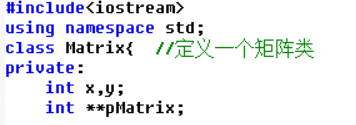 #include<iostream>
using namespace std;
class Matrix{  //定义一个矩阵类
private:
    int x,y;
    int **pMatrix;